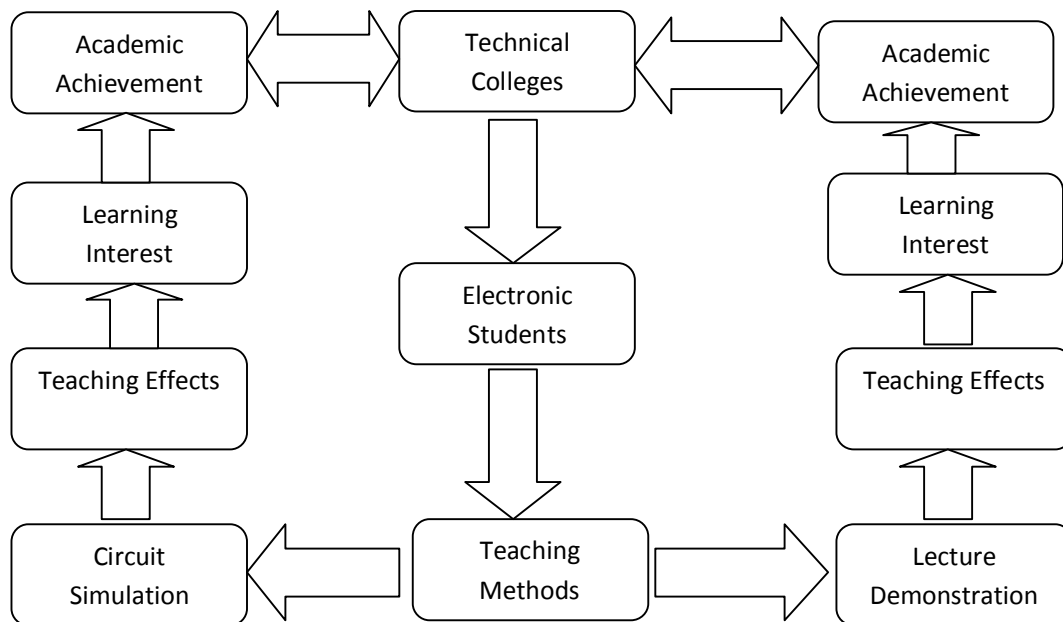 Academic
Achievement
Technical
Colleges
Academic
Achievement
Learning
Interest
Learning
Interest
Electronic
Students
Teaching Effects
Teaching Effects
Circuit
Simulation
Teaching
Methods
Lecture
Demonstration